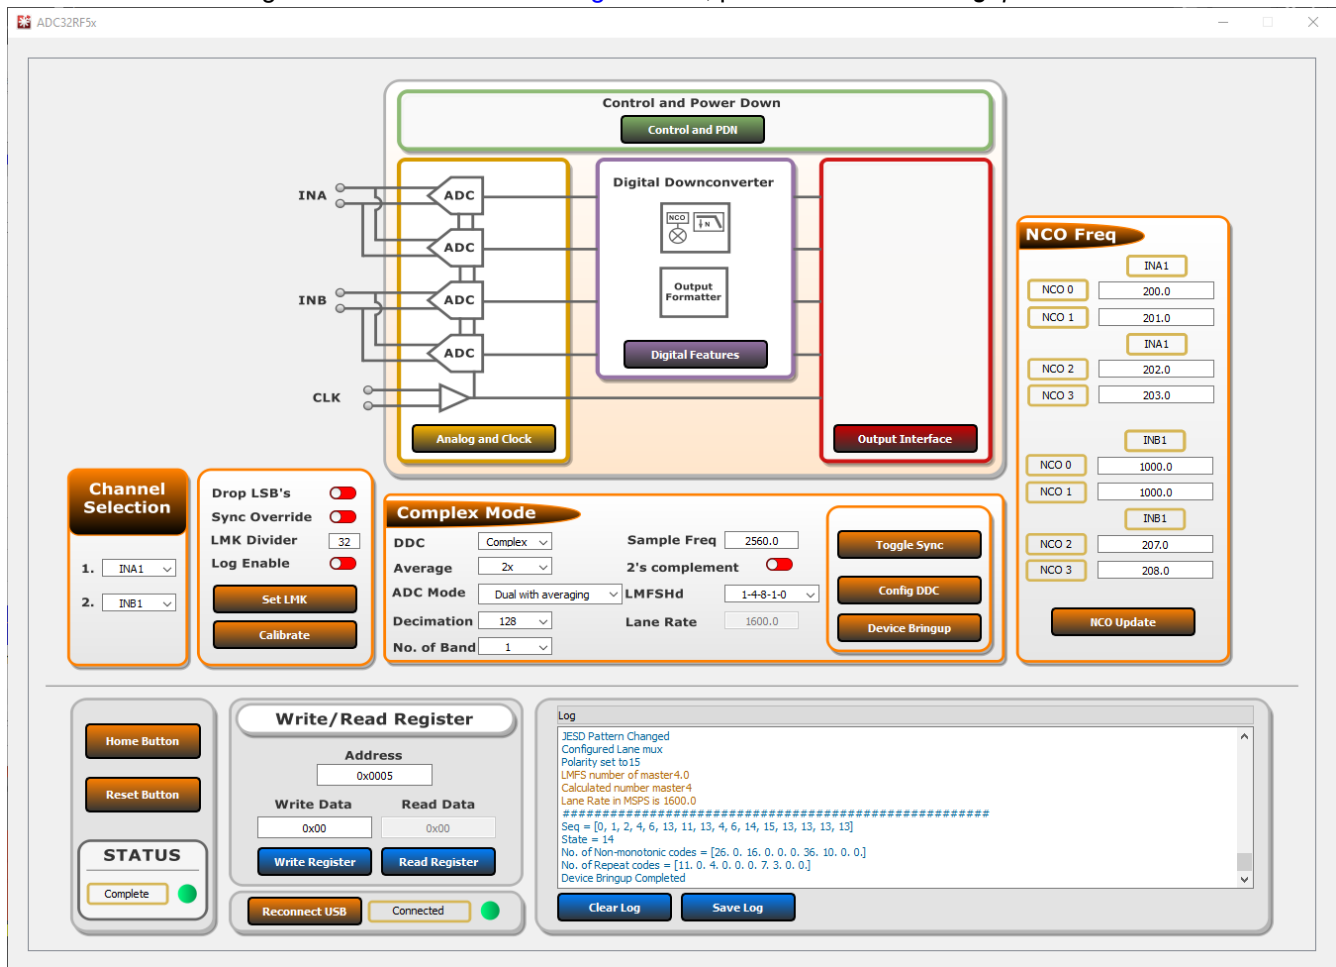 ADC32RF5x
Control and Power Down
Control and PDN
INA
ADC
ADC
INB
ADC
ADC
CLK
Analog and Clock
Digital Downconverter
NCO
N
Output
Formatter
Digital Features
Output Interface
NCO Freq
INA1
NCO 0 200.0
NCO 1 201.0
INA1
NCO 2 202.0
NCO 3 203.0
INB1
NCO 0 1000.0
NCO 1 1000.0
INB1
NCO 2 207.0
NCO 3 208.0
NCO Update
Channel
Selection
1. INA1
2. INB1
Drop LSB's
Sync Override
LMK Divider 32
Log Enable
Set LMK
Calibrate
Complex Mode
DDC Complex
Average 2x
ADC Mode Dual with averaging
Decimation 128
No. of Band 1
Sample Freq 2560.0
2's complement
LMFSHd 1-4-8-1-0
Lane Rate 1600.0
Toggle Sync
Config DDC
Device Bringup
Home Button
Reset Button
STATUS
Complete
Write/Read Register
Address
0x0005
Write Data Read Data
0x00 0x00
Write Register Read Register
Reconnect USB Connected
Log
JESD Pattern Changed
Configured Lane mux
Polarity set to15
LMFS number of master4.0
Calculated number master4
Lane Rate in MSPS is 1600.0
######################################################
Seq = [0, 1, 2, 4, 6, 13, 11, 13, 4, 6, 14, 15, 13, 13, 13, 13]
State = 14
No. of Non-monotonic codes = [26. 0. 16. 0. 0. 0. 36. 10. 0. 0.]
No. of Repeat codes = [11. 0. 4. 0. 0. 0. 7. 3. 0. 0.]
Device Bringup Completed
Clear Log Save Log